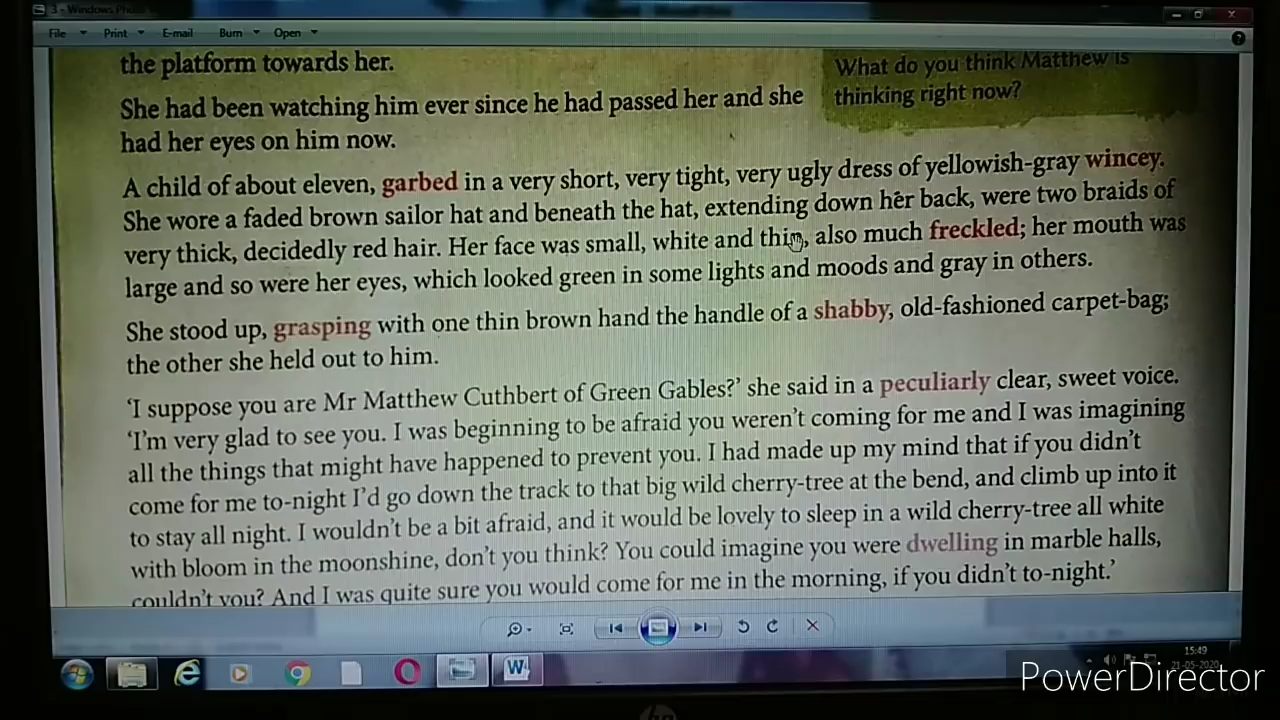 3 - Windows Ph
File Print E-mail Burn Open
the platform towards her.
What do you think Matthew is
thinking right now?
She had been watching him ever since he had passed her and she
had her eyes on him now.
A child of about eleven, garbed in a very short, very tight, very ugly dress of yellowish-gray wincey.
She wore a faded brown sailor hat and beneath the hat, extending down her back, were two braids of
very thick, decidedly red hair. Her face was small, white and thin, also much freckled; her mouth was
large and so were her eyes, which looked green in some lights and moods and gray in others.
She stood up, grasping with one thin brown hand the handle of a shabby, old-fashioned carpet-bag;
the other she held out to him.
‘I suppose you are Mr Matthew Cuthbert of Green Gables?’ she said in a peculiarly clear, sweet voice.
‘I’m very glad to see you. I was beginning to be afraid you weren’t coming for me and I was imagining
all the things that might have happened to prevent you. I had made up my mind that if you didn’t
come for me to-night I’d go down the track to that big wild cherry-tree at the bend, and climb up into it
to stay all night. I wouldn’t be a bit afraid, and it would be lovely to sleep in a wild cherry-tree all white
with bloom in the moonshine, don’t you think? You could imagine you were dwelling in marble halls,
couldn’t you? And I was quite sure you would come for me in the morning, if you didn’t to-night.’
15:49
21-05-2020
PowerDirector
hp